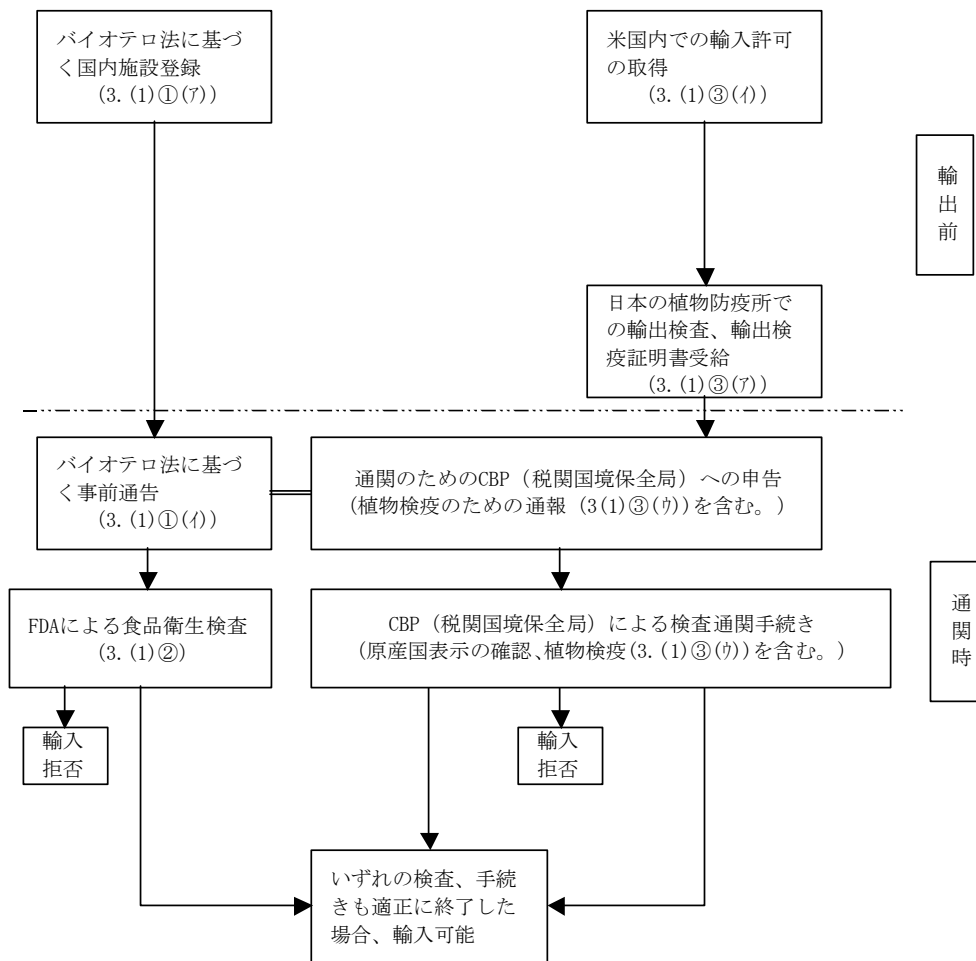 バイオテロ法に基づ
く国内施設登録
(3.(1)①(ｱ))
米国内での輸入許可
の取得
(3.(1)③(ｲ))
輸出前
日本の植物防疫所で
の輸出検査、輸出検
疫証明書受給
(3.(1)③(ｱ))
バイオテロ法に基づ
く事前通告
(3.(1)①(ｲ))
通関のためのCBP（税関国境保全局）への申告
(植物検疫のための通報 (3(1)③(ｳ))を含む。)
FDAによる食品衛生検査
(3.(1)②)
CBP（税関国境保全局）による検査通関手続き
(原産国表示の確認、植物検疫(3.(1)③(ｳ))を含む。)
通関時
輸入
拒否
輸入
拒否
いずれの検査、手続
きも適正に終了した
場合、輸入可能